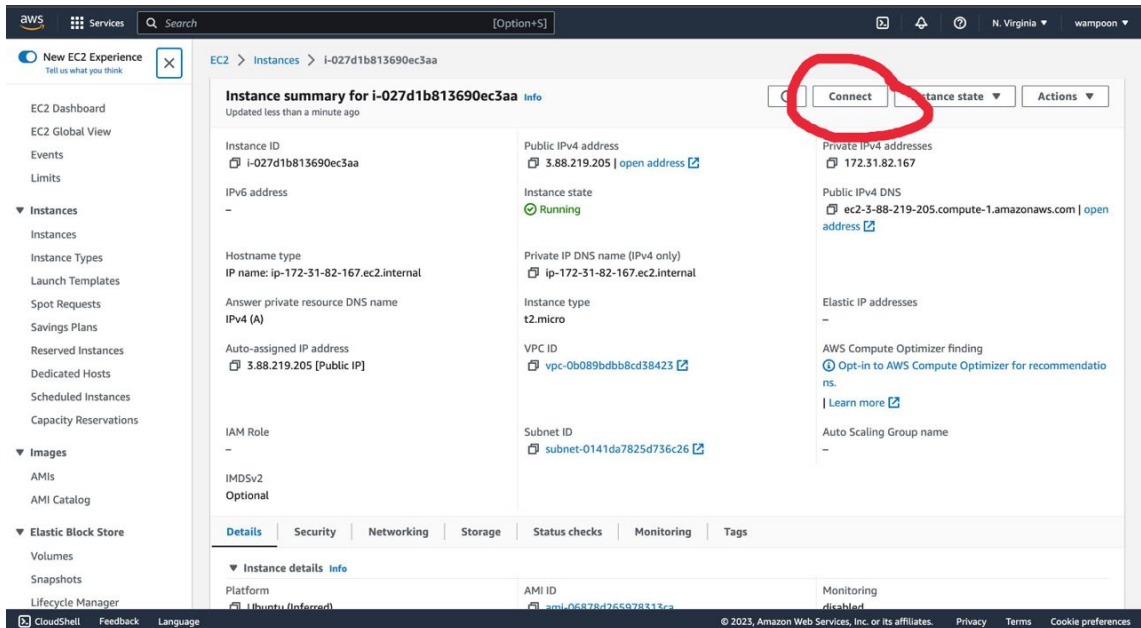 aws
Services
Search
[Option+S]
N. Virginia
wampoon
New EC2 Experience
Tell us what you think
EC2 Dashboard
EC2 Global View
Events
Limits
Instances
Instances
Instance Types
Launch Templates
Spot Requests
Savings Plans
Reserved Instances
Dedicated Hosts
Scheduled Instances
Capacity Reservations
Images
AMIs
AMI Catalog
Elastic Block Store
Volumes
Snapshots
Lifecycle Manager
EC2 > Instances > i-027d1b813690ec3aa
Instance summary for i-027d1b813690ec3aa Info
Updated less than a minute ago
Connect
Instance state
Actions
Instance ID
i-027d1b813690ec3aa
Public IPv4 address
3.88.219.205 | open address
Private IPv4 addresses
172.31.82.167
IPv6 address
–
Instance state
Running
Public IPv4 DNS
ec2-3-88-219-205.compute-1.amazonaws.com | open
address
Hostname type
IP name: ip-172-31-82-167.ec2.internal
Private IP DNS name (IPv4 only)
ip-172-31-82-167.ec2.internal
Answer private resource DNS name
IPv4 (A)
Instance type
t2.micro
Elastic IP addresses
–
Auto-assigned IP address
3.88.219.205 [Public IP]
VPC ID
vpc-0b089bdbb8cd38423
AWS Compute Optimizer finding
Opt-in to AWS Compute Optimizer for recommendatio
ns.
| Learn more
IAM Role
–
Subnet ID
subnet-0141da7825d736c26
Auto Scaling Group name
–
IMDSv2
Optional
Details
Security
Networking
Storage
Status checks
Monitoring
Tags
Instance details Info
Platform
Ubuntu (Inferred)
AMI ID
ami-06878d265978313ca
Monitoring
disabled
CloudShell
Feedback
Language
© 2023, Amazon Web Services, Inc. or its affiliates.
Privacy
Terms
Cookie preferences